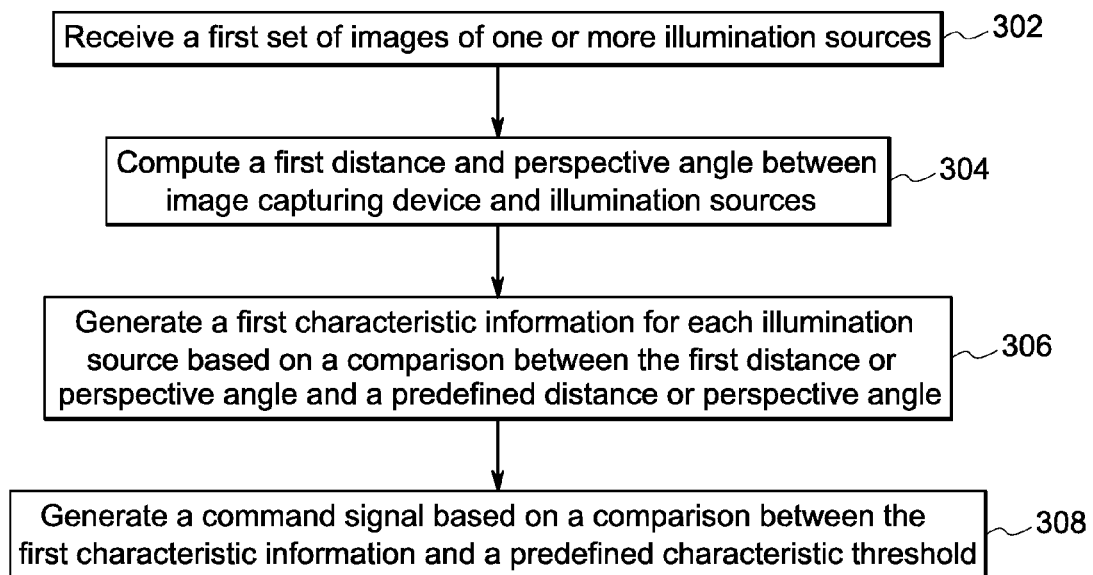 Receive a first set of images of one or more illumination sources
302
Compute a first distance and perspective angle between
image capturing device and illumination sources
304
Generate a first characteristic information for each illumination
source based on a comparison between the first distance or
perspective angle and a predefined distance or perspective angle
306
Generate a command signal based on a comparison between the
first characteristic information and a predefined characteristic threshold
308